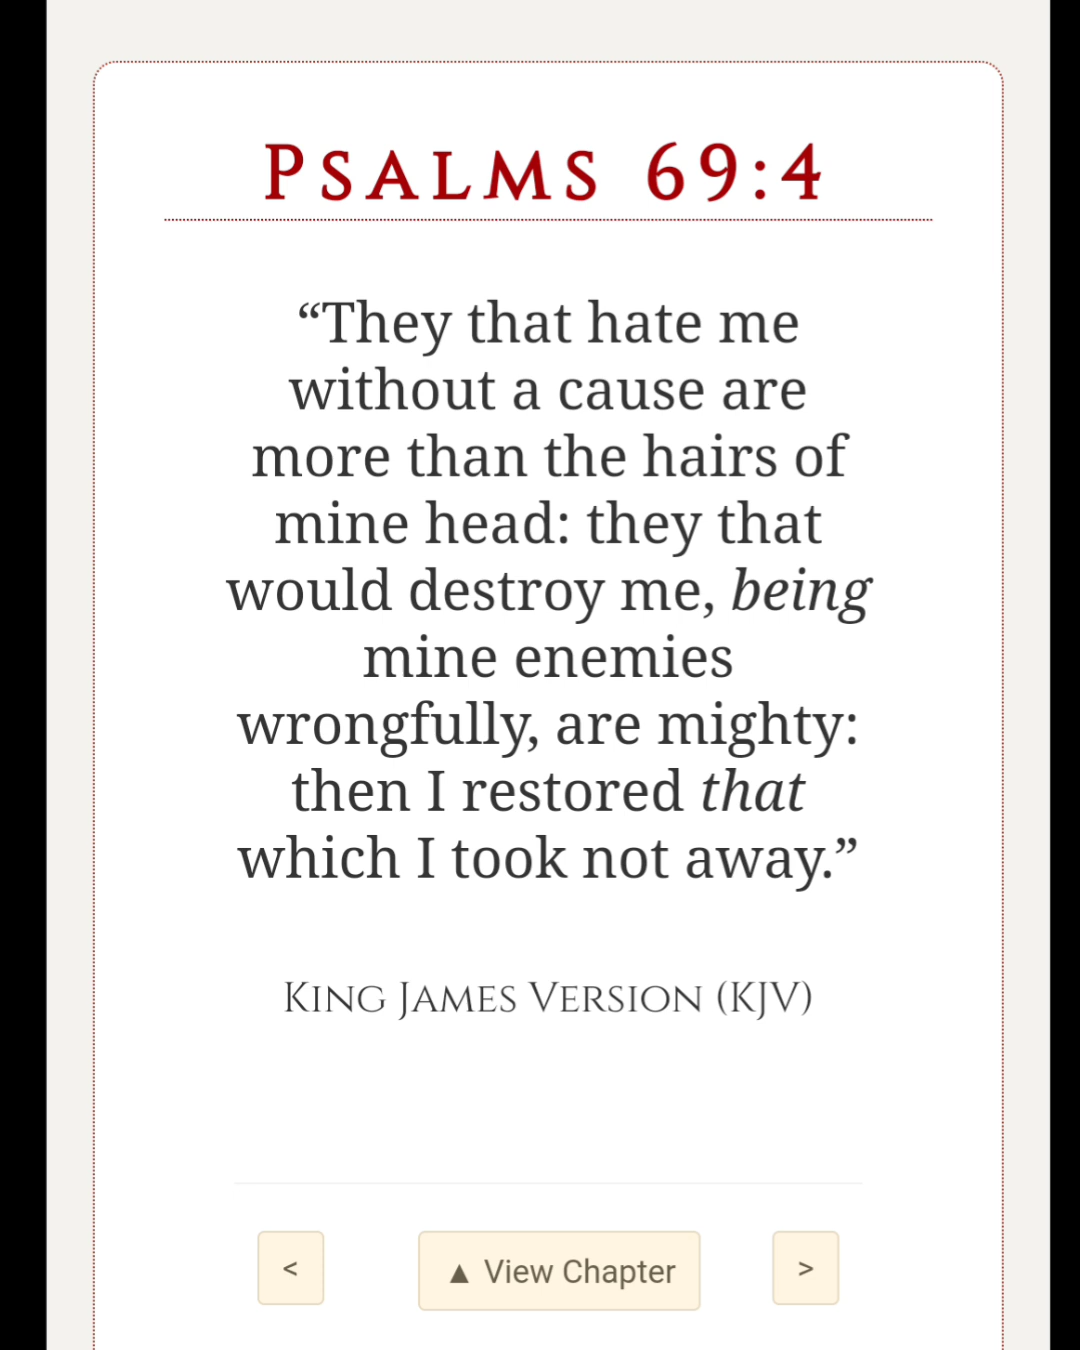 Psalms 69:4
“They that hate me
without a cause are
more than the hairs of
mine head: they that
would destroy me, being
mine enemies
wrongfully, are mighty:
then I restored that
which I took not away.”
King James Version (KJV)
<
▲ View Chapter
>